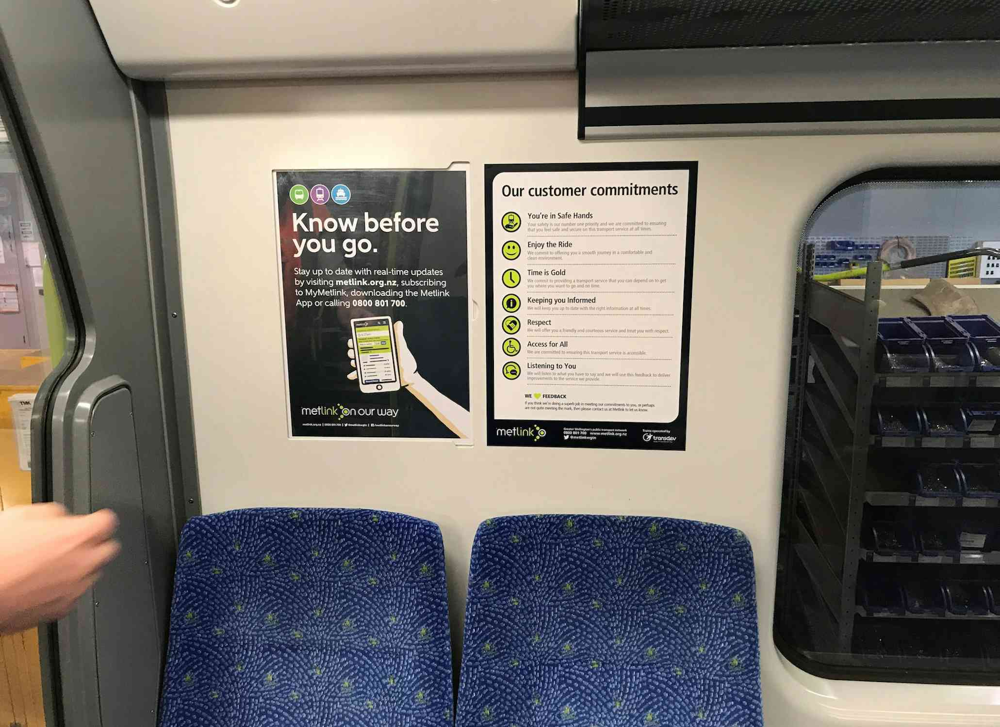 Know before
you go.
Stay up to date with real-time updates
by visiting metlink.org.nz, subscribing
to MyMetlink, downloading the Metlink
App or calling 0800 801 700.
metlink
metlink on our way
metlink.org.nz | 0800 801 700 | @metlinkwgtn | /metlinkonourway
Our customer commitments
You're in Safe Hands
Your safety is our number one priority and we are committed to ensuring
that you feel safe and secure on this transport service at all times.
Enjoy the Ride
We commit to offering you a smooth journey in a comfortable and
clean environment.
Time is Gold
We commit to providing a transport service that you can depend on to get
you where you want to go and on time.
Keeping you Informed
We will keep you up to date with the right information at all times.
Respect
We will offer you a friendly and courteous service and treat you with respect.
Access for All
We are committed to ensuring this transport service is accessible.
Listening to You
We will listen to what you have to say and we will use this feedback to deliver
improvements to the service we provide.
WE FEEDBACK
If you think we're doing a superb job in meeting our commitments to you, or perhaps
are not quite meeting the mark, then please contact us at Metlink to let us know.
metlink
Greater Wellington's public transport network
0800 801 700 www.metlink.org.nz
@metlinkwgtn
Trains operated by
transdev
TMK